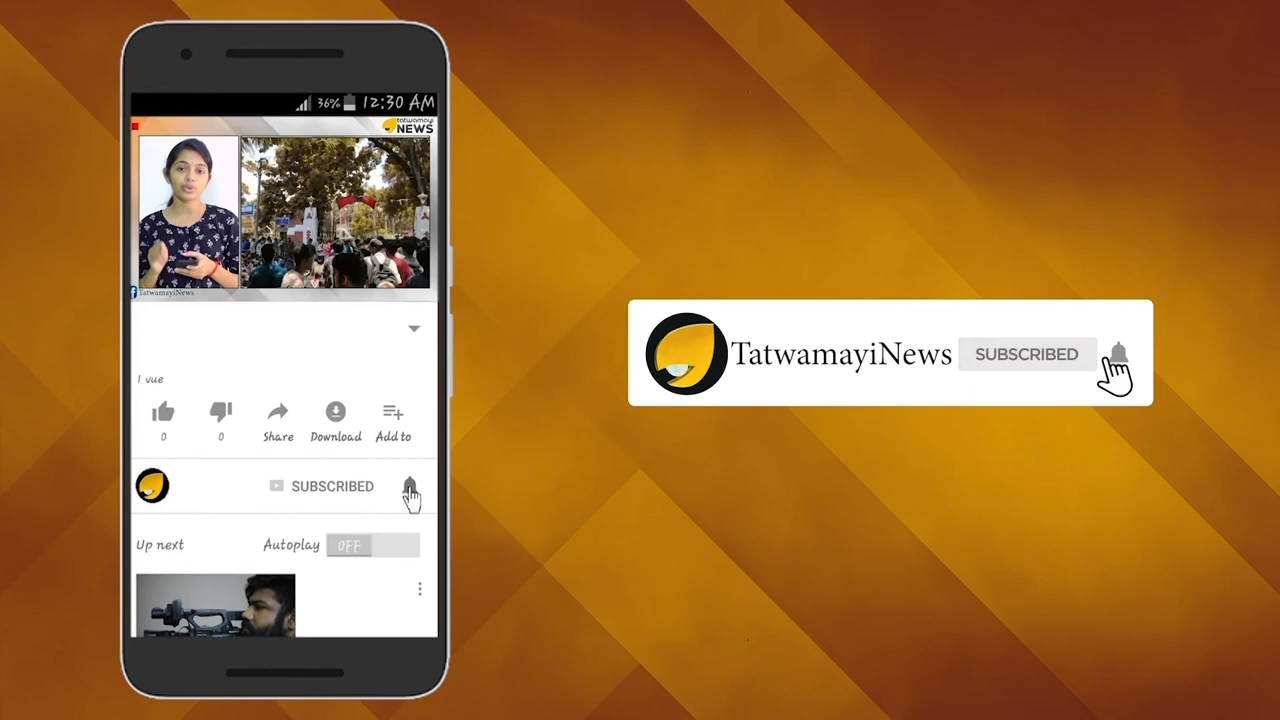 36% 12:30 AM
tatwamayi
NEWS
TatwamayiNews
1 vue
0 0 Share Download Add to
SUBSCRIBED
Up next Autoplay OFF
TatwamayiNews SUBSCRIBED